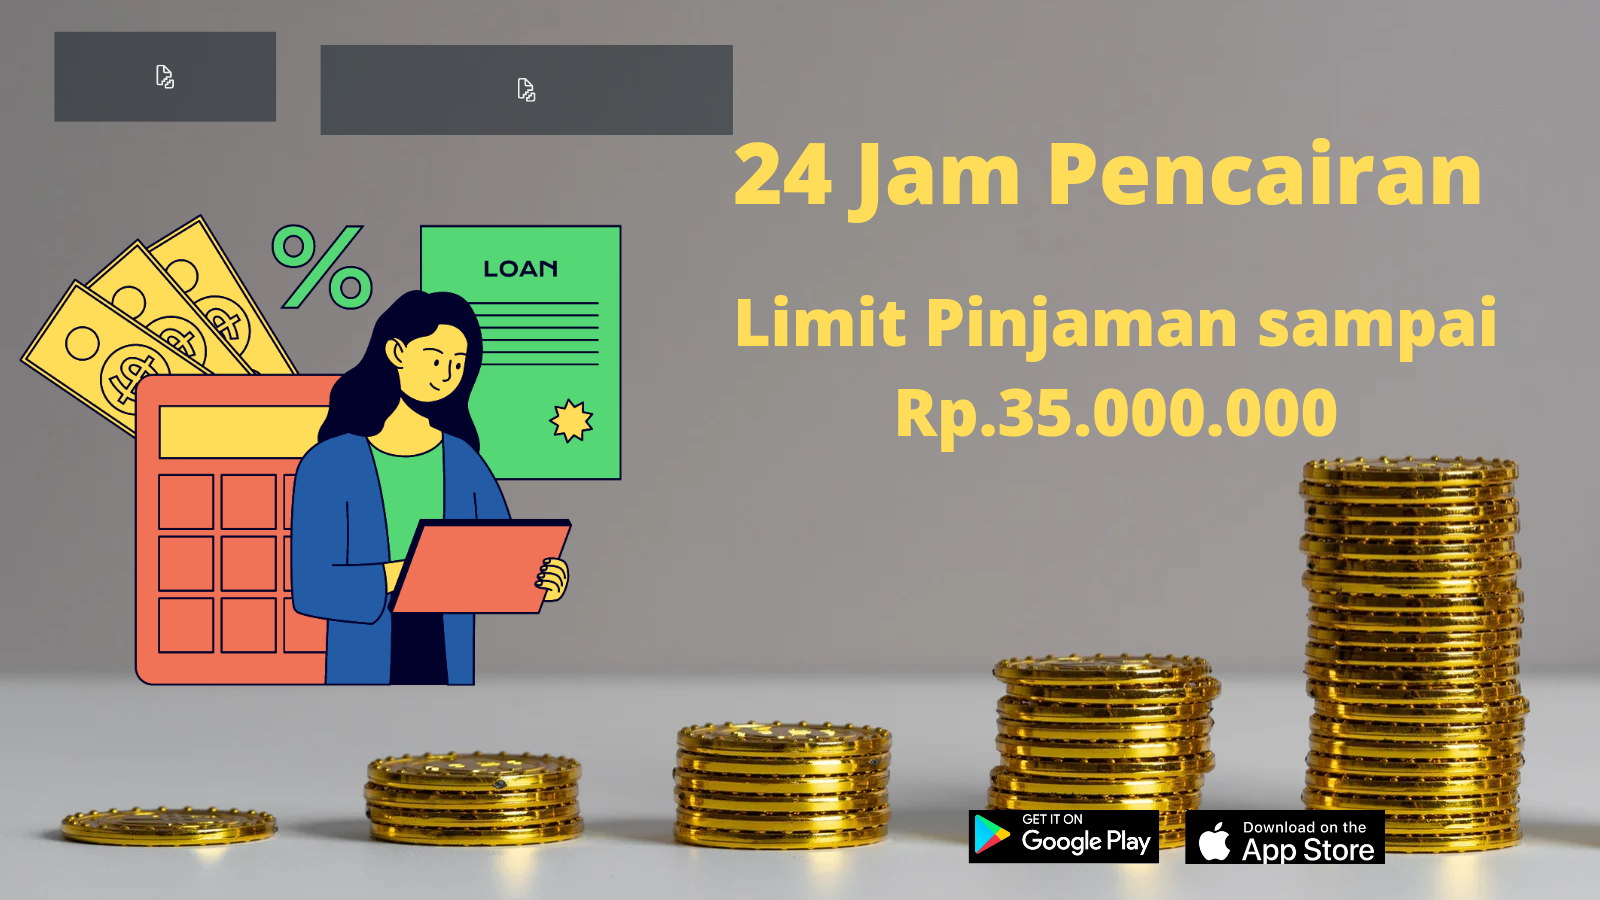 24 Jam Pencairan
LOAN
Limit Pinjaman sampai
Rp.35.000.000
GET IT ON
Google Play
Download on the
App Store